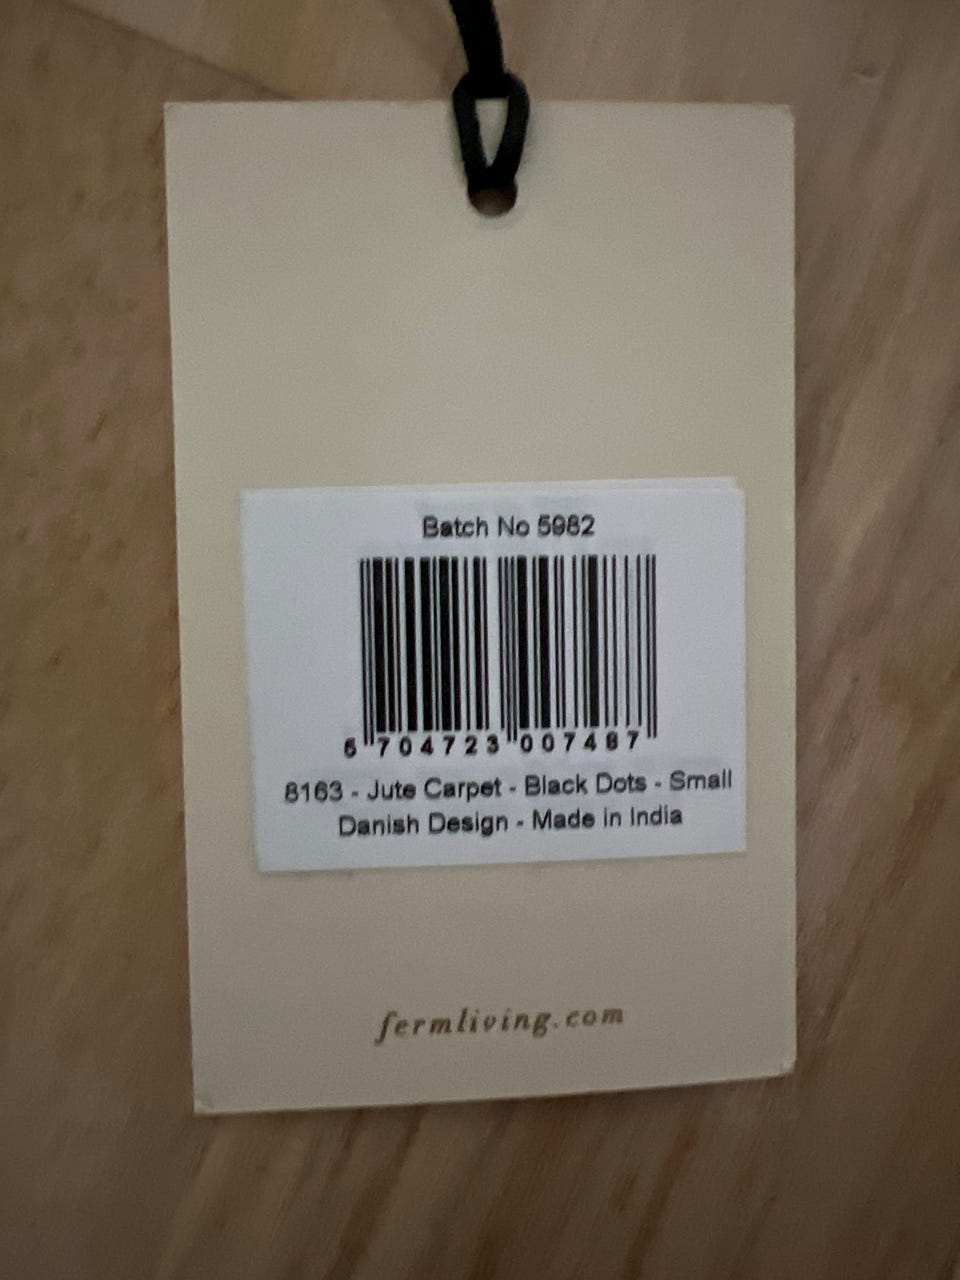 Batch No 5982
5 704723 007487
8163 - Jute Carpet - Black Dots - Small
Danish Design - Made in India
fermliving.com